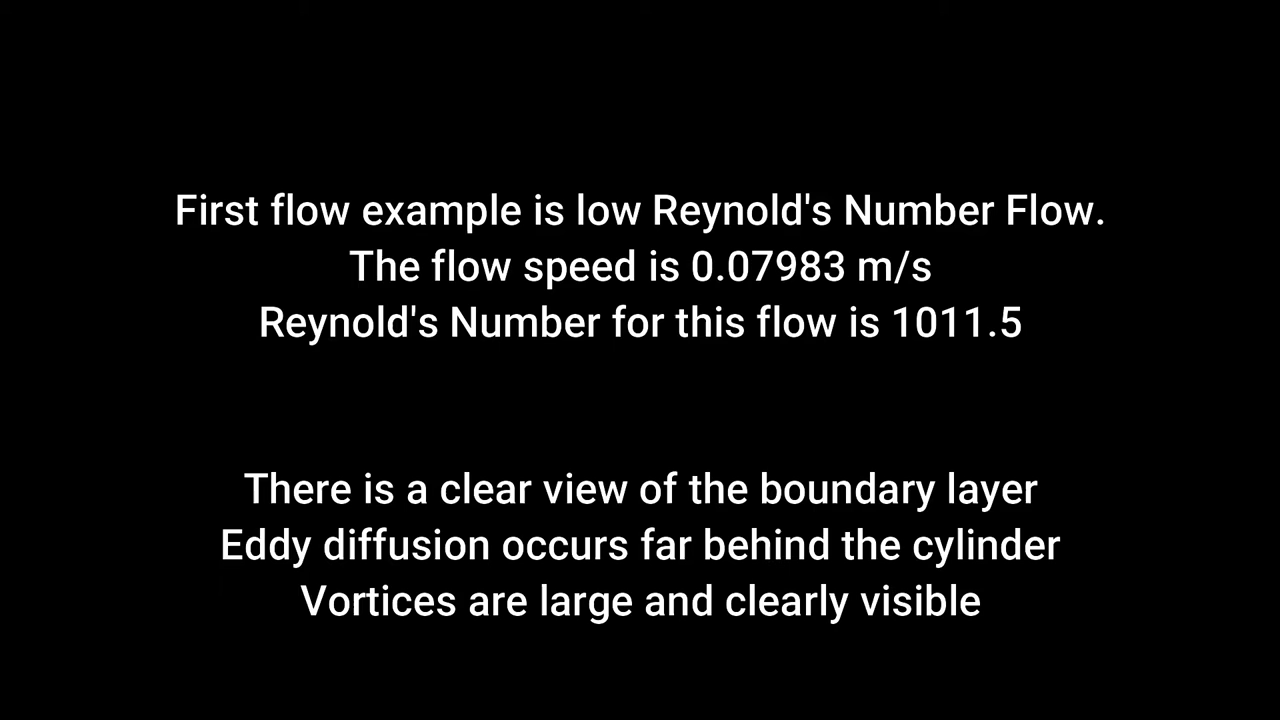 First flow example is low Reynold's Number Flow.
The flow speed is 0.07983 m/s
Reynold's Number for this flow is 1011.5
There is a clear view of the boundary layer
Eddy diffusion occurs far behind the cylinder
Vortices are large and clearly visible